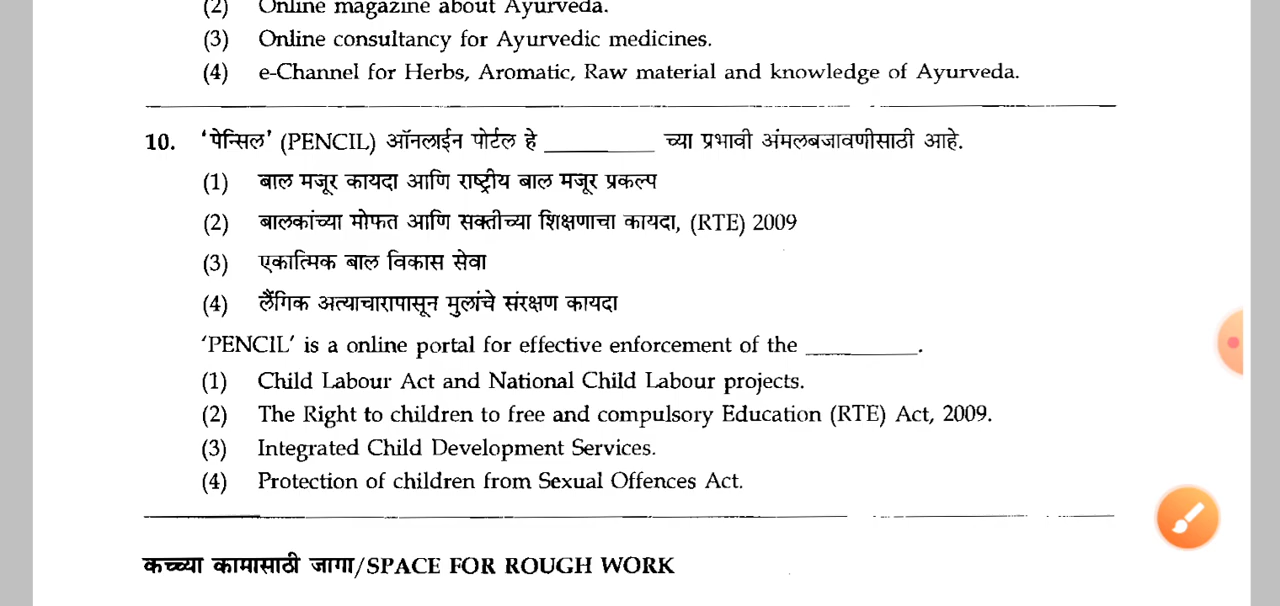 (2) Online magazine about Ayurveda.
(3) Online consultancy for Ayurvedic medicines.
(4) e-Channel for Herbs, Aromatic, Raw material and knowledge of Ayurveda.
10. 'पेन्सिल' (PENCIL) ऑनलाईन पोर्टल हे __________ च्या प्रभावी अंमलबजावणीसाठी आहे.
(1) बाल मजूर कायदा आणि राष्ट्रीय बाल मजूर प्रकल्प
(2) बालकांच्या मोफत आणि सक्तीच्या शिक्षणाचा कायदा, (RTE) 2009
(3) एकात्मिक बाल विकास सेवा
(4) लैंगिक अत्याचारापासून मुलांचे संरक्षण कायदा
'PENCIL' is a online portal for effective enforcement of the __________.
(1) Child Labour Act and National Child Labour projects.
(2) The Right to children to free and compulsory Education (RTE) Act, 2009.
(3) Integrated Child Development Services.
(4) Protection of children from Sexual Offences Act.
कच्च्या कामासाठी जागा/SPACE FOR ROUGH WORK